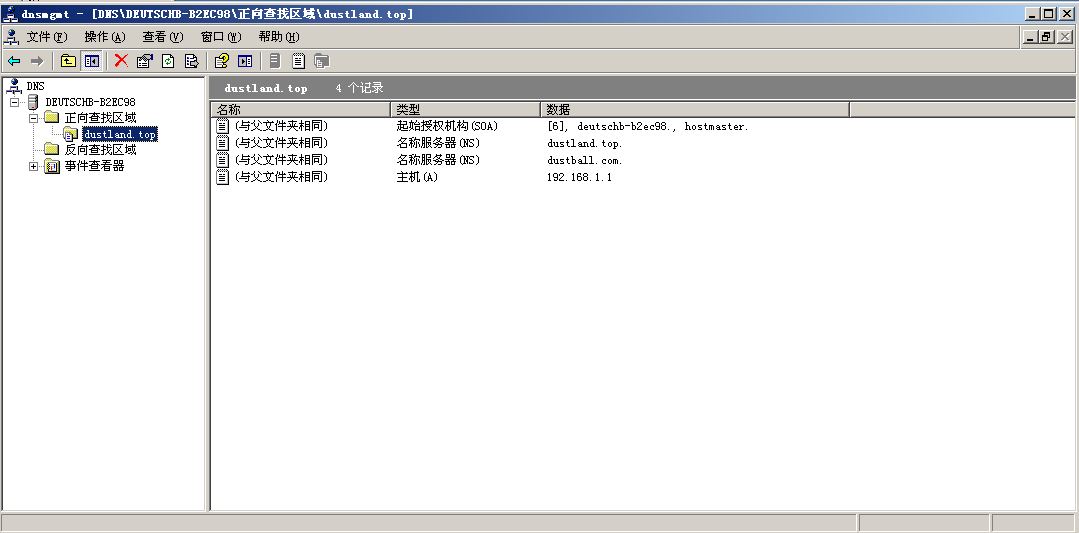 dnsmgmt - [DNS\DEUTSCHB-B2EC98\正向查找区域\dustland.top]
文件(F) 操作(A) 查看(V) 窗口(W) 帮助(H)
DNS
DEUTSCHB-B2EC98
正向查找区域
dustland.top
反向查找区域
事件查看器
dustland.top 4 个记录
名称 类型 数据
(与父文件夹相同) 起始授权机构(SOA) [6], deutschb-b2ec98., hostmaster.
(与父文件夹相同) 名称服务器(NS) dustland.top.
(与父文件夹相同) 名称服务器(NS) dustball.com.
(与父文件夹相同) 主机(A) 192.168.1.1